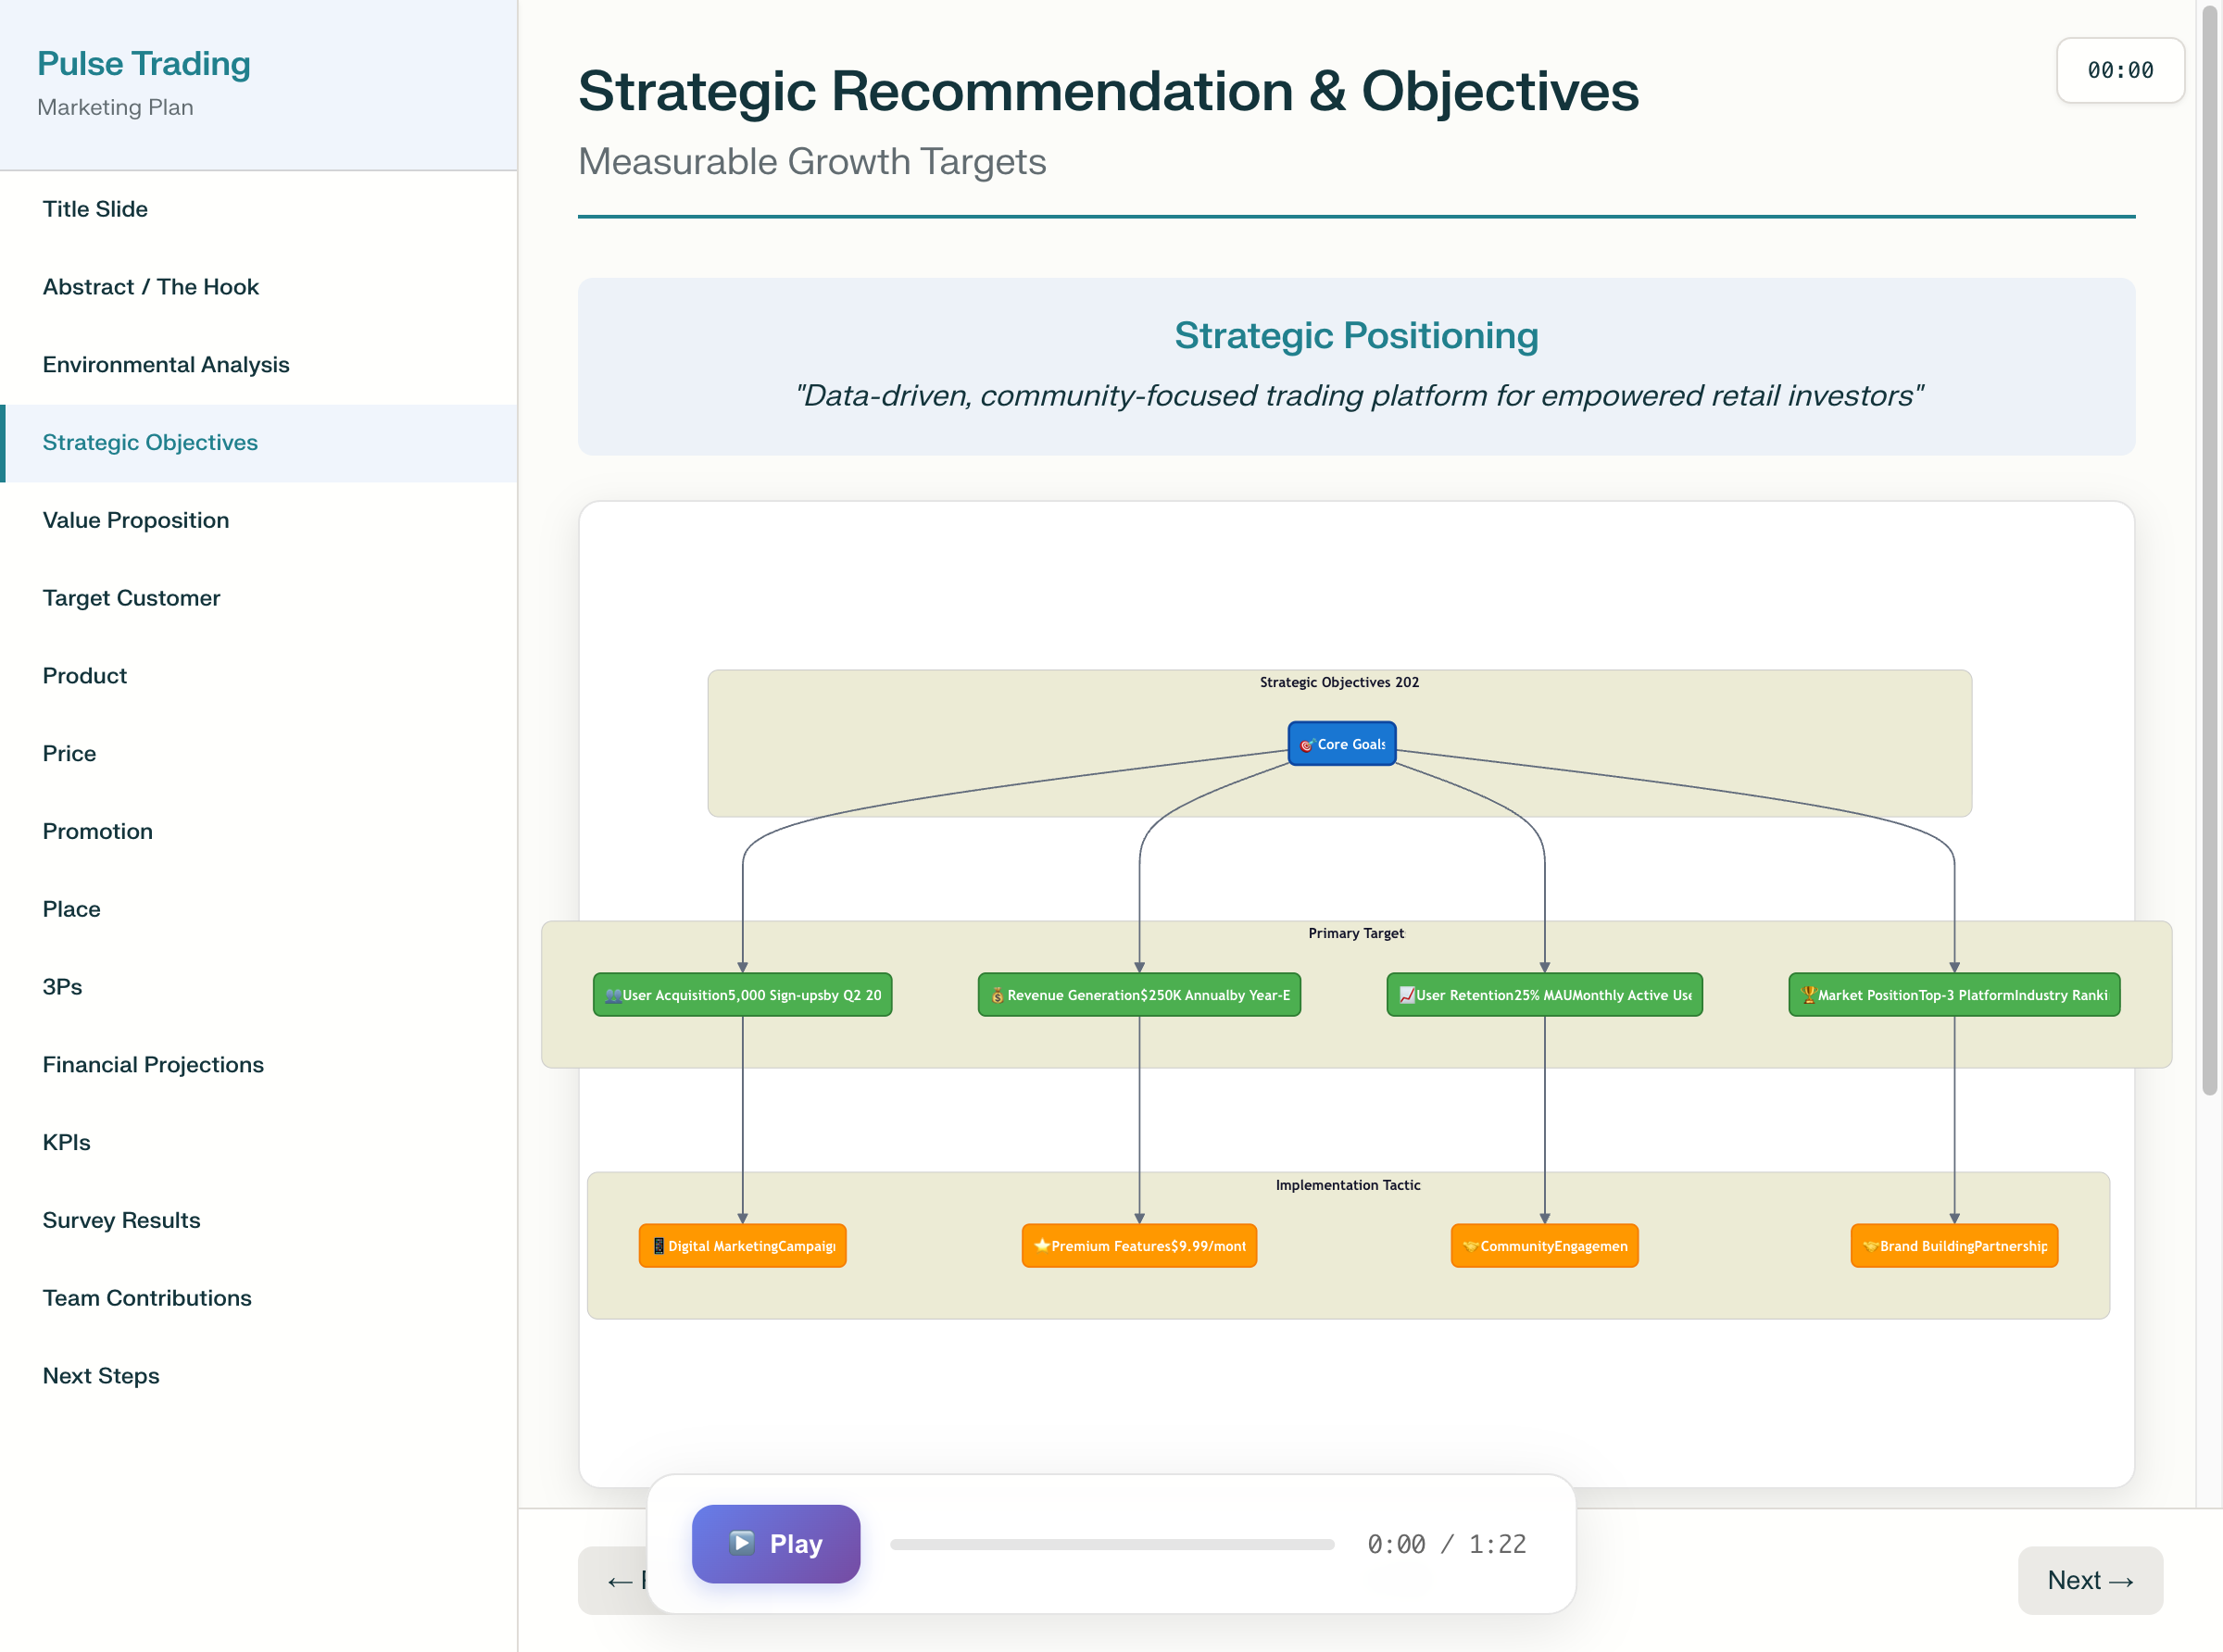 Pulse Trading
Marketing Plan
Title Slide
Abstract / The Hook
Environmental Analysis
Strategic Objectives
Value Proposition
Target Customer
Product
Price
Promotion
Place
3Ps
Financial Projections
KPIs
Survey Results
Team Contributions
Next Steps
00:00
Strategic Recommendation & Objectives
Measurable Growth Targets
Strategic Positioning
"Data-driven, community-focused trading platform for empowered retail investors"
Strategic Objectives 202
🎯Core Goals
Primary Target
👥User Acquisition5,000 Sign-upsby Q2 20
💰Revenue Generation$250K Annualby Year-E
📈User Retention25% MAUMonthly Active Use
🏆Market PositionTop-3 PlatformIndustry Ranki
Implementation Tactic
📱Digital MarketingCampaig
⭐Premium Features$9.99/mont
🤝CommunityEngagemen
🤝Brand BuildingPartnership
▶️ Play
0:00 / 1:22
←
Next →